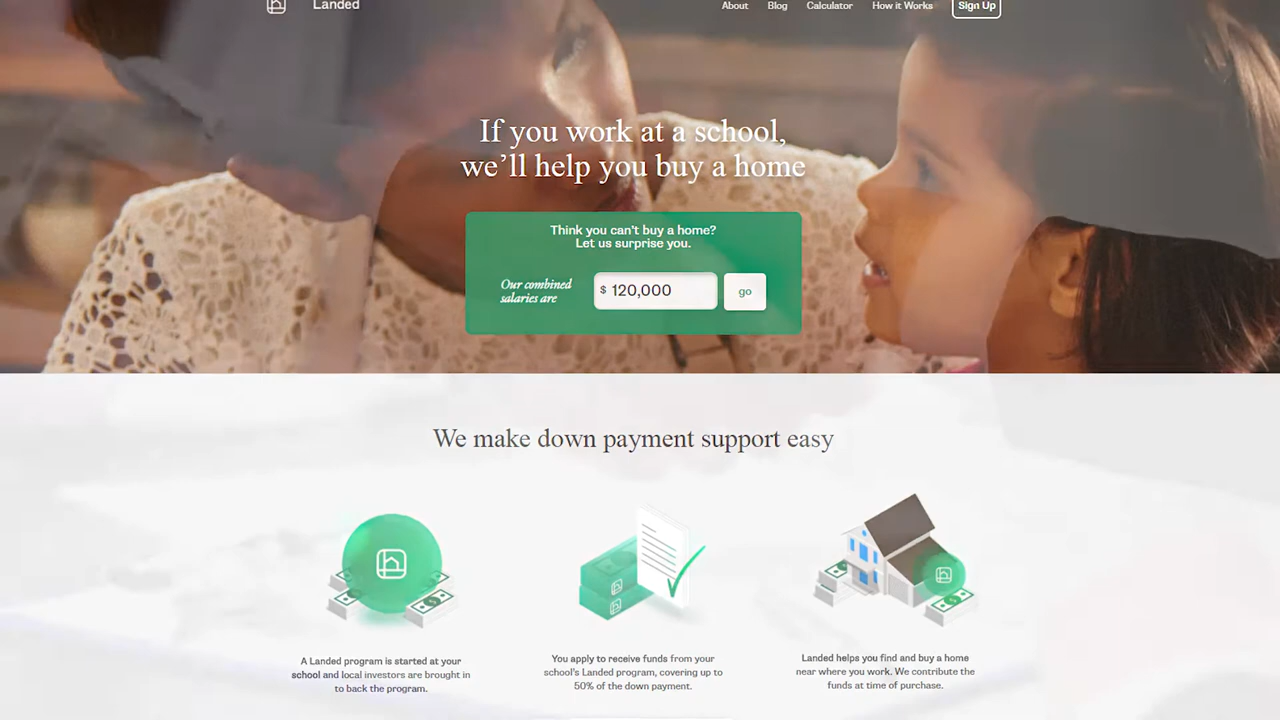 Landed
About Blog Calculator How it Works Sign Up
If you work at a school,
we'll help you buy a home
Think you can't buy a home?
Let us surprise you.
Our combined
salaries are
$ 120,000
go
We make down payment support easy
A Landed program is started at your
school and local investors are brought in
to back the program.
You apply to receive funds from your
school's Landed program, covering up to
50% of the down payment.
Landed helps you find and buy a home
near where you work. We contribute the
funds at time of purchase.